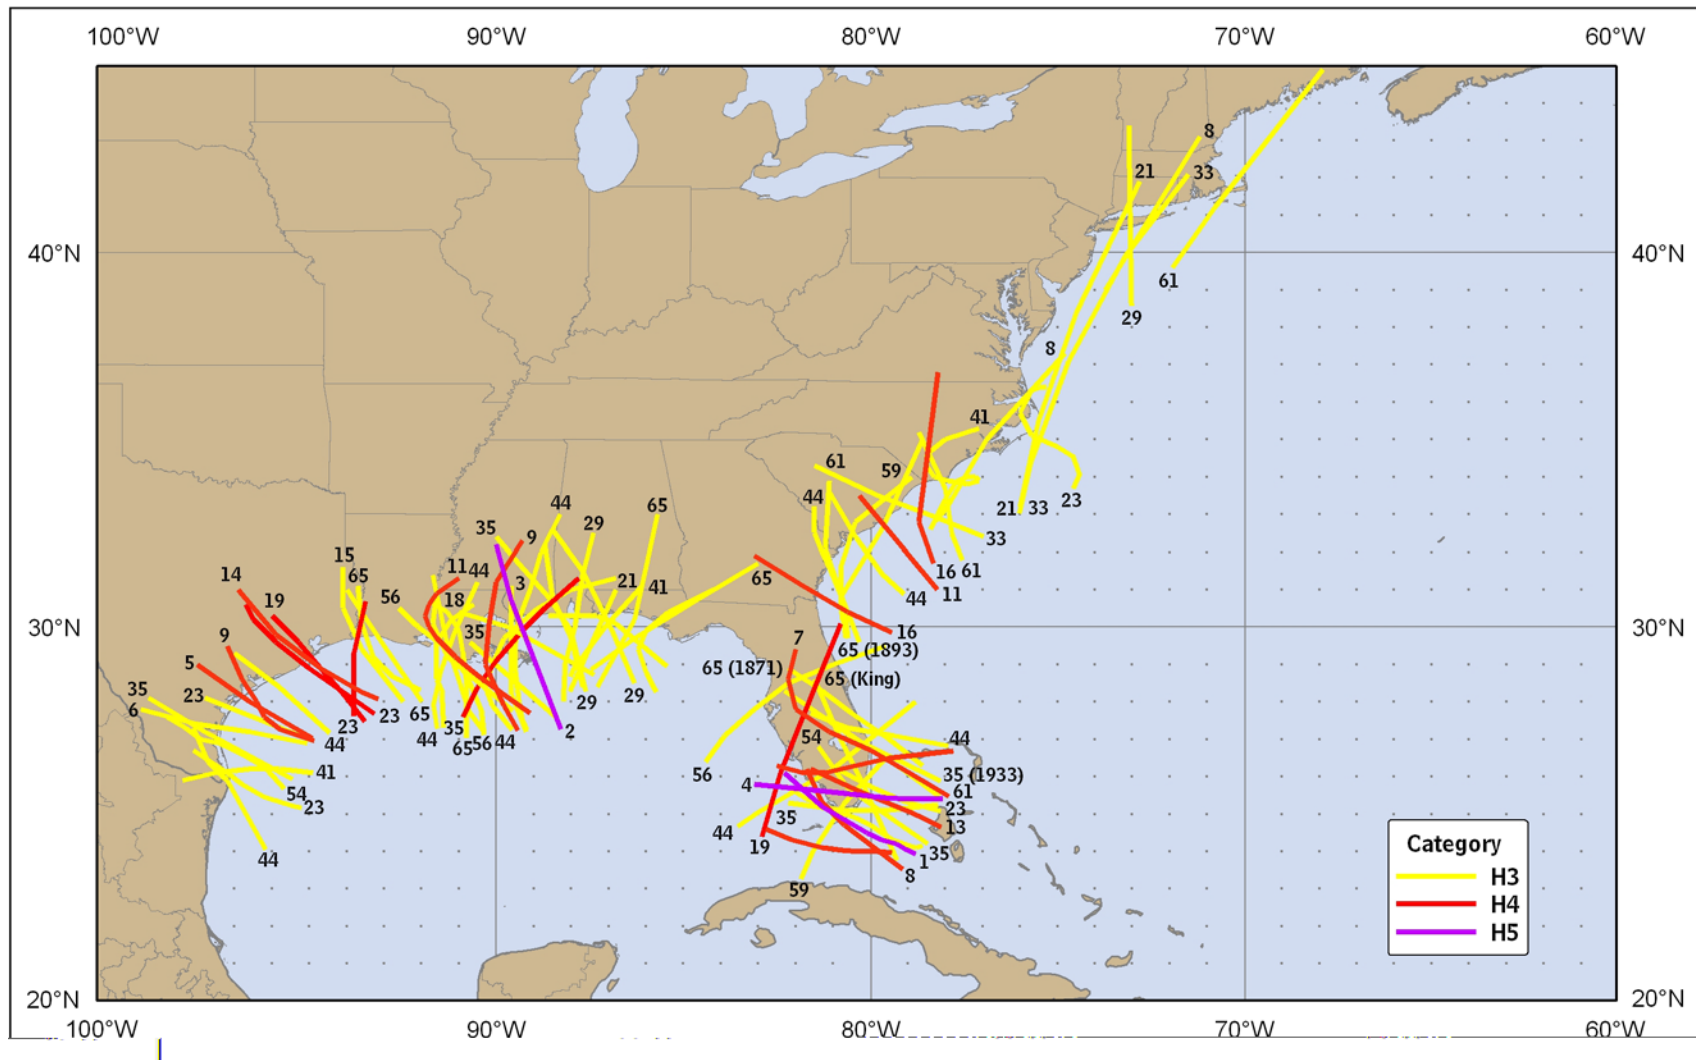 100°W 90°W 80°W 70°W 60°W
8
21 33
40°N 40°N
61
29
8
41
61 59
44
21 33 23
44 65
35 9 29
33
15 11 44
16 61
14 65 3 21 65
56 18 41 44 11
19
30°N 30°N
9 35 7 16
65 (1893)
5 65 (1871)
65 (King)
35 23
6
23 23 65 29 29
35 2
44 44 65 56 44 54 44
41 56 35 (1933)
54 4 61
23 23
35 13
44
44 19 1 35
8
59
Category
H3
H4
H5
20°N 20°N
100°W 90°W 80°W 70°W 60°W